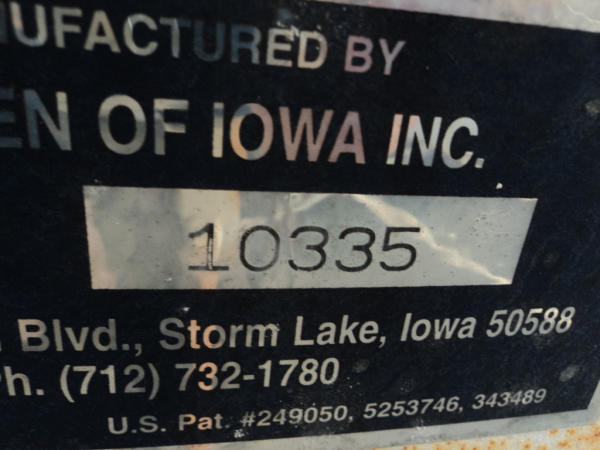 UFACTURED BY
EN OF IOWA INC.
10335
Blvd., Storm Lake, Iowa 50588
Ph. (712) 732-1780
U.S. Pat. #249050, 5253746, 343489